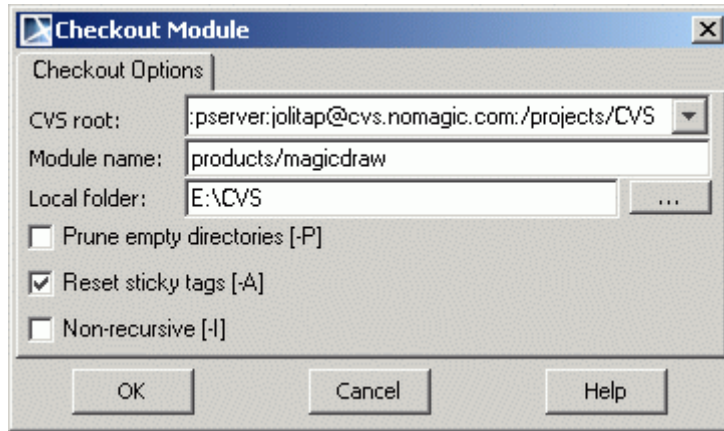 Checkout Module
Checkout Options
CVS root: :pserver:jolitap@cvs.nomagic.com:/projects/CVS
Module name: products/magicdraw
Local folder: E:\CVS ...
Prune empty directories [-P]
Reset sticky tags [-A]
Non-recursive [-l]
OK Cancel Help